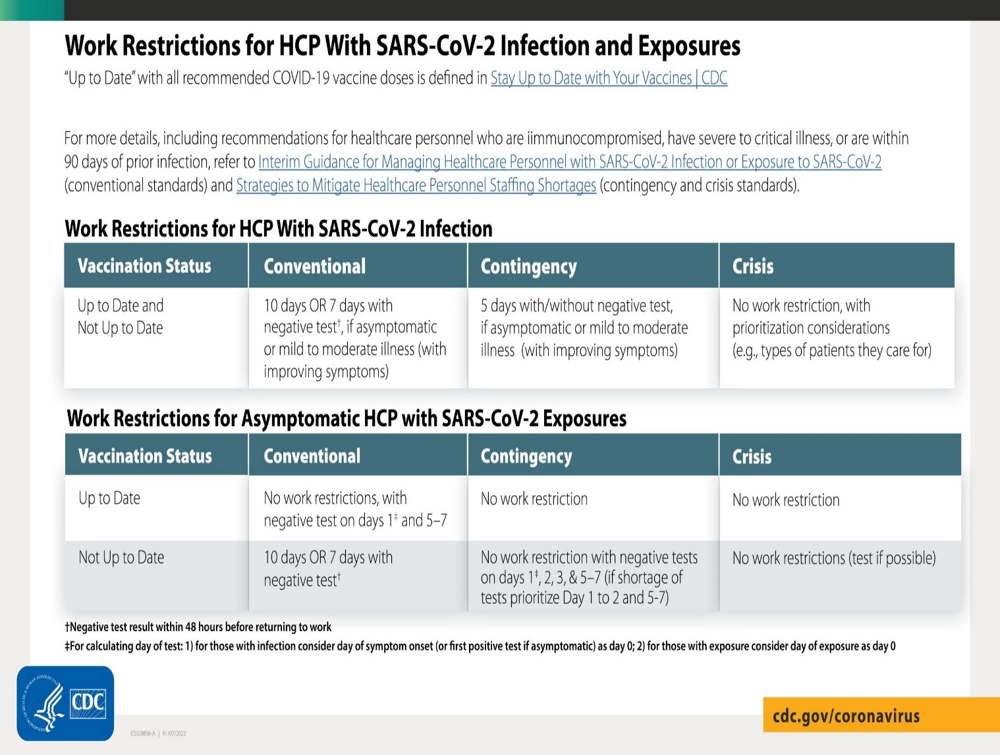 Work Restrictions for HCP With SARS-CoV-2 Infection and Exposures
“Up to Date” with all recommended COVID-19 vaccine doses is defined in Stay Up to Date with Your Vaccines | CDC
For more details, including recommendations for healthcare personnel who are iimmunocompromised, have severe to critical illness, or are within
90 days of prior infection, refer to Interim Guidance for Managing Healthcare Personnel with SARS-CoV-2 Infection or Exposure to SARS-CoV-2
(conventional standards) and Strategies to Mitigate Healthcare Personnel Staffing Shortages (contingency and crisis standards).
Work Restrictions for HCP With SARS-CoV-2 Infection
Vaccination Status
Conventional
Contingency
Crisis
Up to Date and
Not Up to Date
10 days OR 7 days with
negative test†, if asymptomatic
or mild to moderate illness (with
improving symptoms)
5 days with/without negative test,
if asymptomatic or mild to moderate
illness (with improving symptoms)
No work restriction, with
prioritization considerations
(e.g., types of patients they care for)
Work Restrictions for Asymptomatic HCP with SARS-CoV-2 Exposures
Vaccination Status
Conventional
Contingency
Crisis
Up to Date
No work restrictions, with
negative test on days 1‡ and 5–7
No work restriction
No work restriction
Not Up to Date
10 days OR 7 days with
negative test†
No work restriction with negative tests
on days 1‡, 2, 3, & 5–7 (if shortage of
tests prioritize Day 1 to 2 and 5-7)
No work restrictions (test if possible)
†Negative test result within 48 hours before returning to work
‡For calculating day of test: 1) for those with infection consider day of symptom onset (or first positive test if asymptomatic) as day 0; 2) for those with exposure consider day of exposure as day 0
CDC
CS328856-A | 01/07/2022
cdc.gov/coronavirus